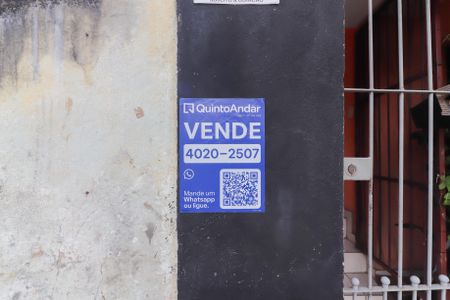 QuintoAndar
VENDE
4020-2507
Mande um
Whatsapp
ou ligue.